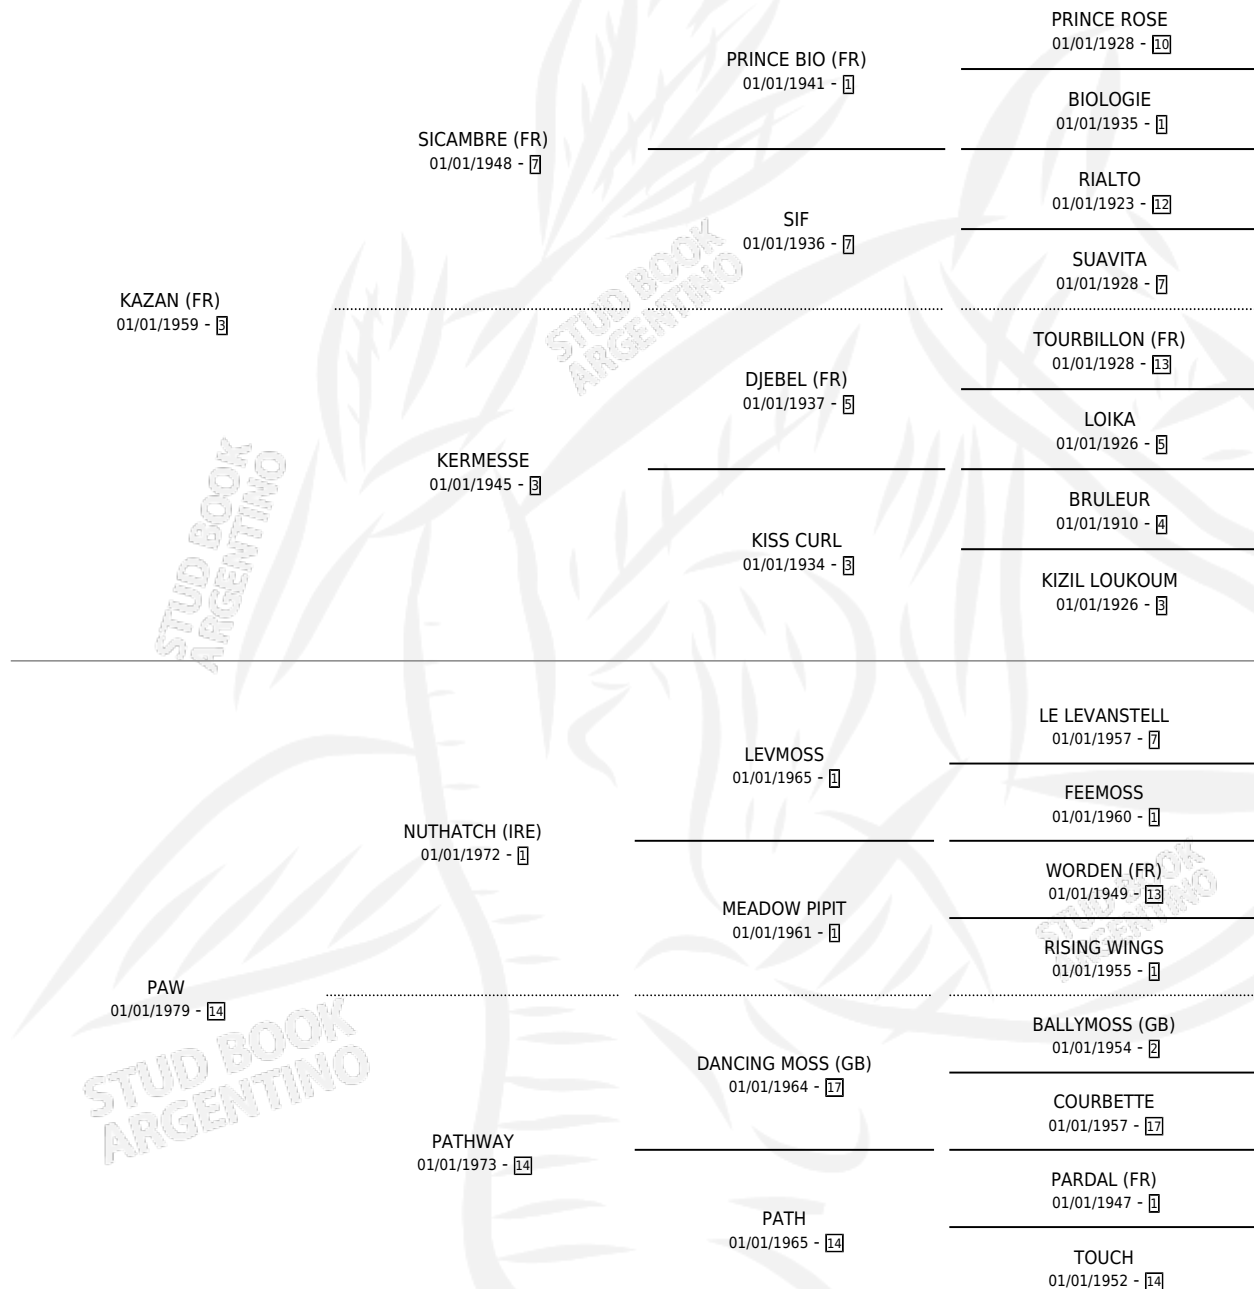 PRINCE ROSE
01/01/1928 - 10
PRINCE BIO (FR)
01/01/1941 - 1
BIOLOGIE
01/01/1935 - 1
SICAMBRE (FR)
01/01/1948 - 7
RIALTO
01/01/1923 - 12
SIF
01/01/1936 - 7
SUAVITA
01/01/1928 - 7
KAZAN (FR)
01/01/1959 - 3
TOURBILLON (FR)
01/01/1928 - 13
DJEBEL (FR)
01/01/1937 - 5
LOIKA
01/01/1926 - 5
KERMESSE
01/01/1945 - 3
BRULEUR
01/01/1910 - 4
KISS CURL
01/01/1934 - 3
KIZIL LOUKOUM
01/01/1926 - 3
LE LEVANSTELL
01/01/1957 - 7
LEVMOSS
01/01/1965 - 1
FEEMOSS
01/01/1960 - 1
NUTHATCH (IRE)
01/01/1972 - 1
WORDEN (FR)
01/01/1949 - 13
MEADOW PIPIT
01/01/1961 - 1
RISING WINGS
01/01/1955 - 1
PAW
01/01/1979 - 14
BALLYMOSS (GB)
01/01/1954 - 2
DANCING MOSS (GB)
01/01/1964 - 17
COURBETTE
01/01/1957 - 17
PATHWAY
01/01/1973 - 14
PARDAL (FR)
01/01/1947 - 1
PATH
01/01/1965 - 14
TOUCH
01/01/1952 - 14
STUD BOOK
ARGENTINO
STUD BOOK
ARGENTINO
STUD BOOK
ARGENTINO
STUD BOOK
ARGENTINO